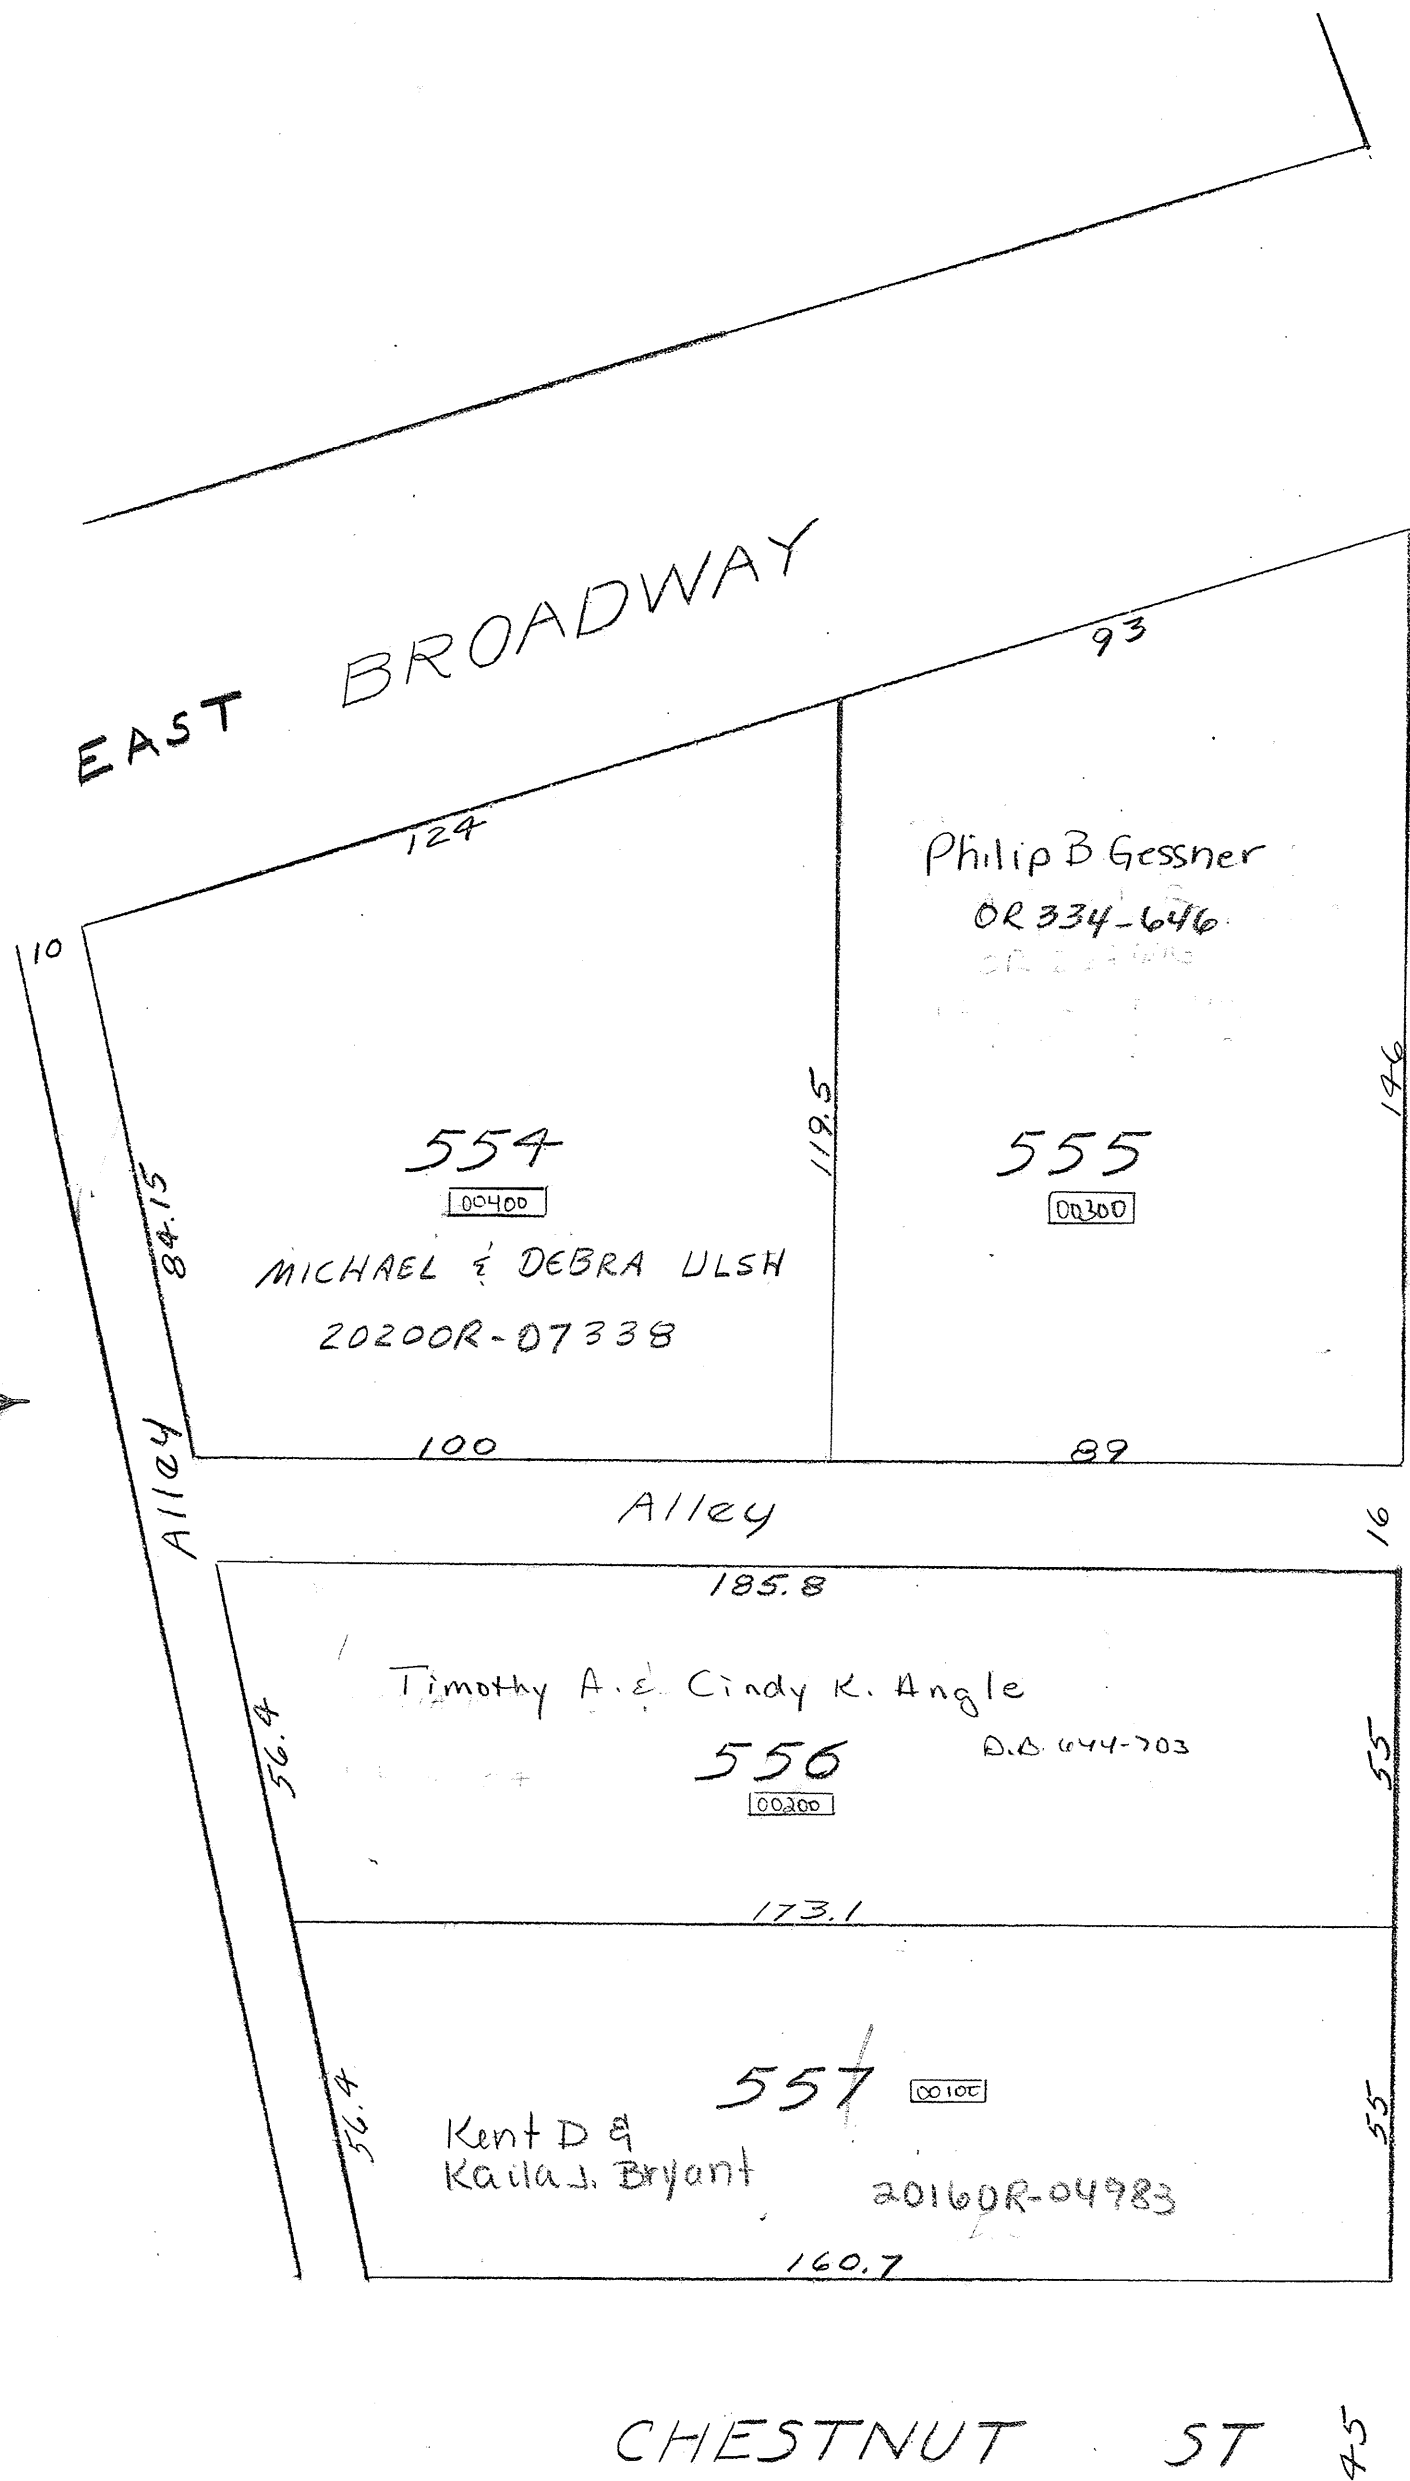 EAST BROADWAY
93
124
10
Philip B Gessner
OR 334-646
119.5
146
84.15
554
00400
MICHAEL & DEBRA ULSH
2020OR-07338
555
00300
100
89
Alley
Alley
16
185.8
Timothy A. & Cindy K. Angle
556
D.B. 644-703
00200
56.4
55
173.1
557
00100
56.4
55
Kent D &
Kaila J. Bryant
2016OR-04983
160.7
CHESTNUT ST
45